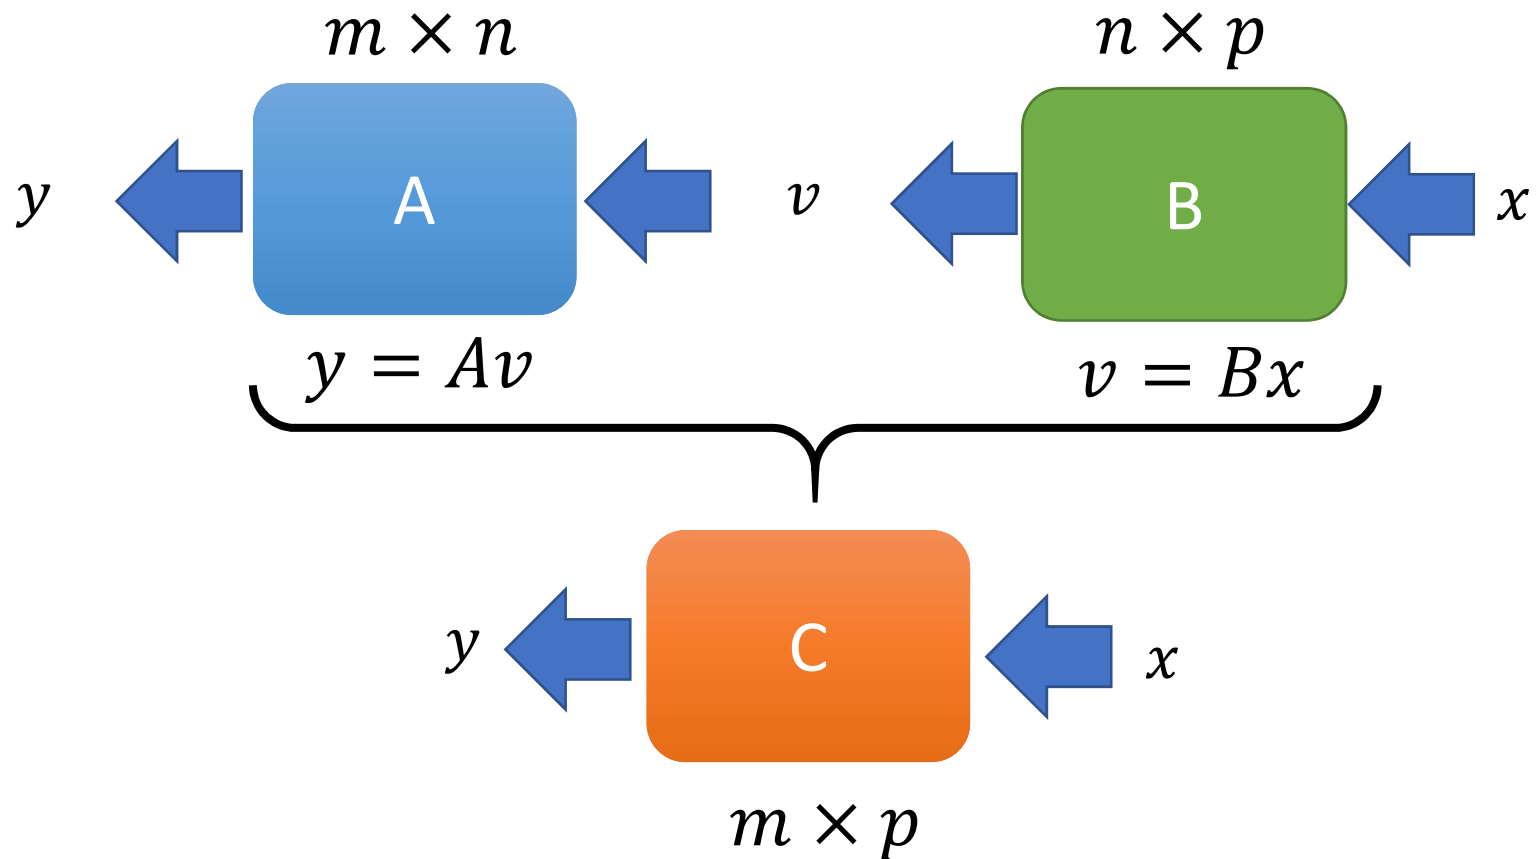 m × n n × p
y A v B x
y = Av v = Bx
y C x
m × p